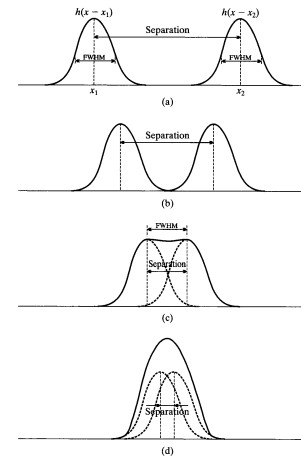 h(x − x₁) h(x − x₂)
Separation
FWHM FWHM
x₁ x₂
(a)
Separation
(b)
FWHM
Separation
(c)
Separation
(d)